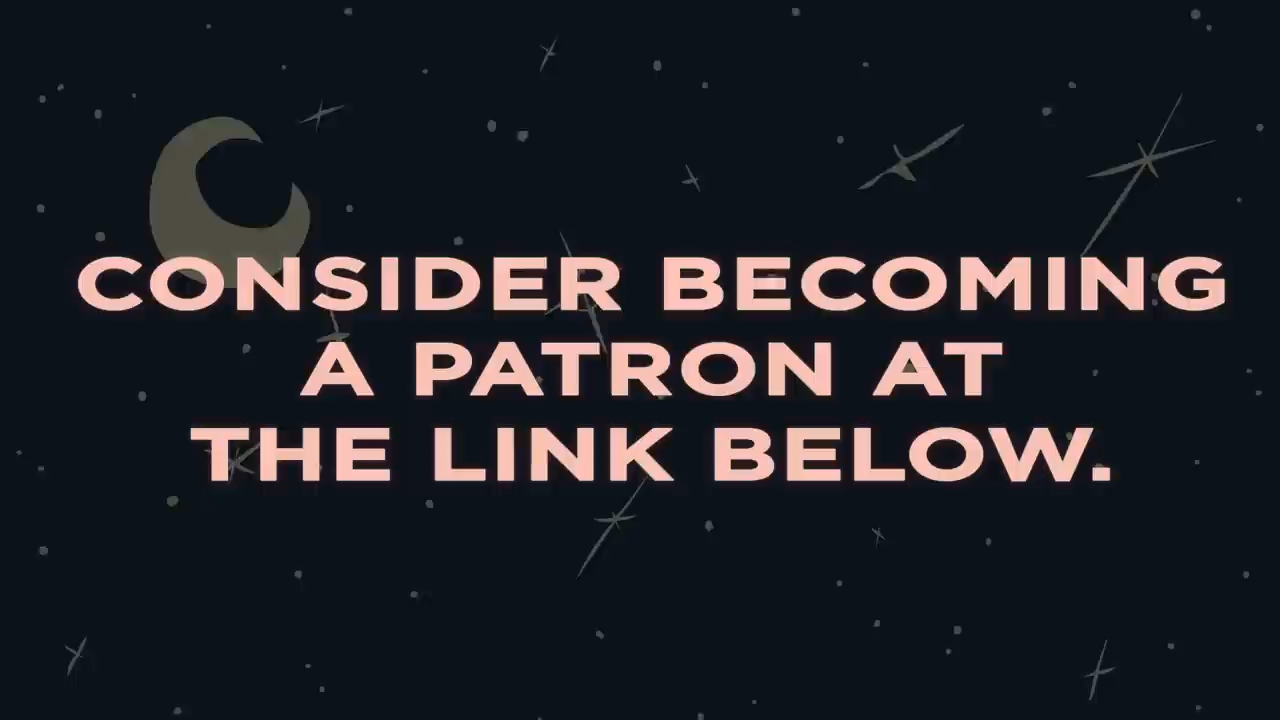 CONSIDER BECOMING
A PATRON AT
THE LINK BELOW.